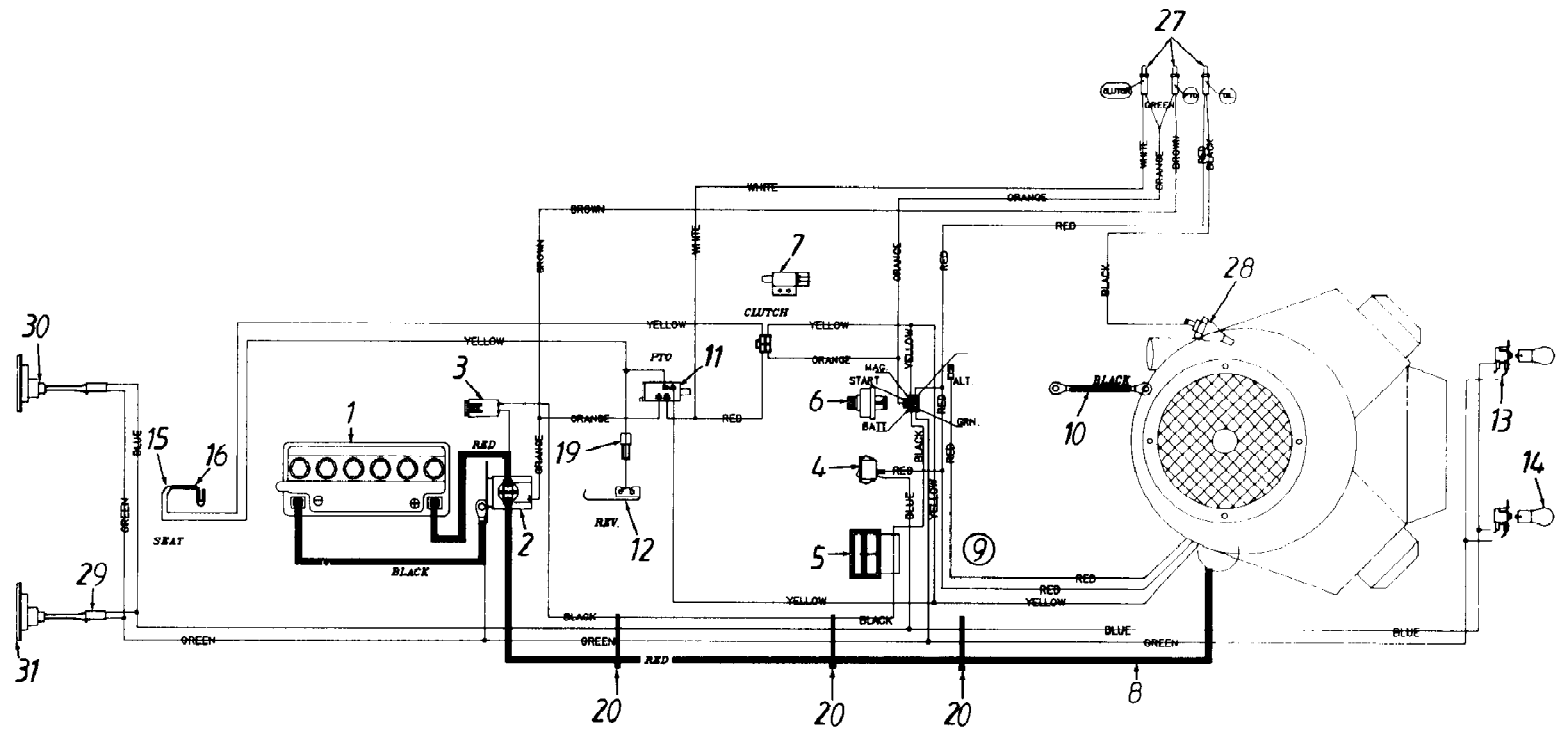 27
CLUTCH
GREEN
PTO
OIL
WHITE
ORANGE
BROWN
RED
BLACK
WHITE
ORANGE
BROWN
RED
BROWN
WHITE
7
ORANGE
RED
BLACK
28
CLUTCH
30
YELLOW
YELLOW
YELLOW
YELLOW
PTO
11
ORANGE
3
MAG.
ALT.
START
6
BATT
GRN.
RED
BLACK
10
13
1
ORANGE
RED
RED
19
ORANGE
BLACK
RED
4
RED
14
15
16
BLUE
GREEN
SEAT
2
REV.
12
BLUE
YELLOW
5
9
BLACK
29
RED
RED
YELLOW
YELLOW
BLACK
BLACK
BLUE
BLUE
GREEN
GREEN
GREEN
RED
31
20
20
20
8